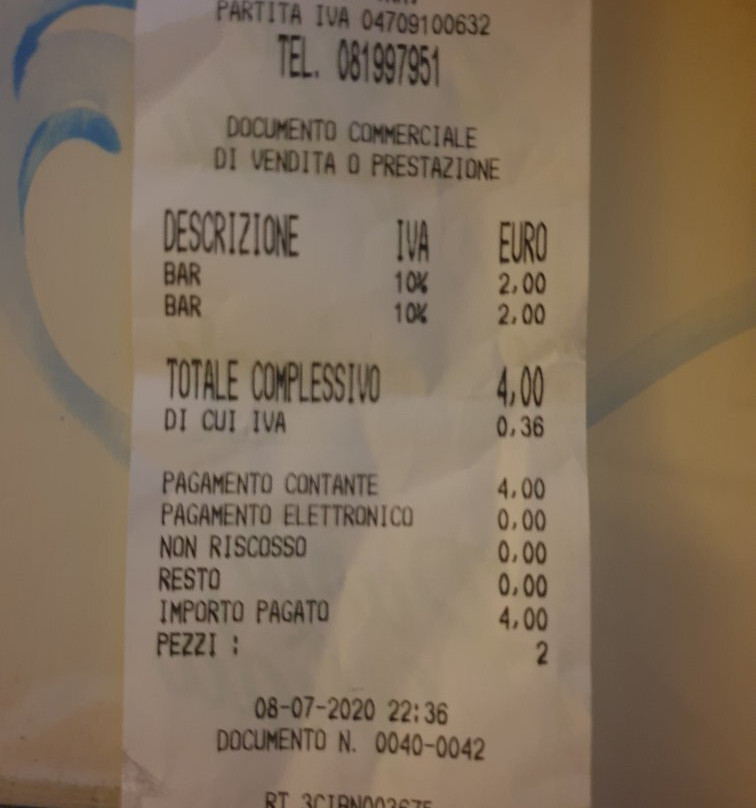 PARTITA IVA 04709100632
TEL. 081997951
DOCUMENTO COMMERCIALE
DI VENDITA O PRESTAZIONE
DESCRIZIONE IVA EURO
BAR 10% 2,00
BAR 10% 2,00
TOTALE COMPLESSIVO 4,00
DI CUI IVA 0,36
PAGAMENTO CONTANTE 4,00
PAGAMENTO ELETTRONICO 0,00
NON RISCOSSO 0,00
RESTO 0,00
IMPORTO PAGATO 4,00
PEZZI : 2
08-07-2020 22:36
DOCUMENTO N. 0040-0042
RT